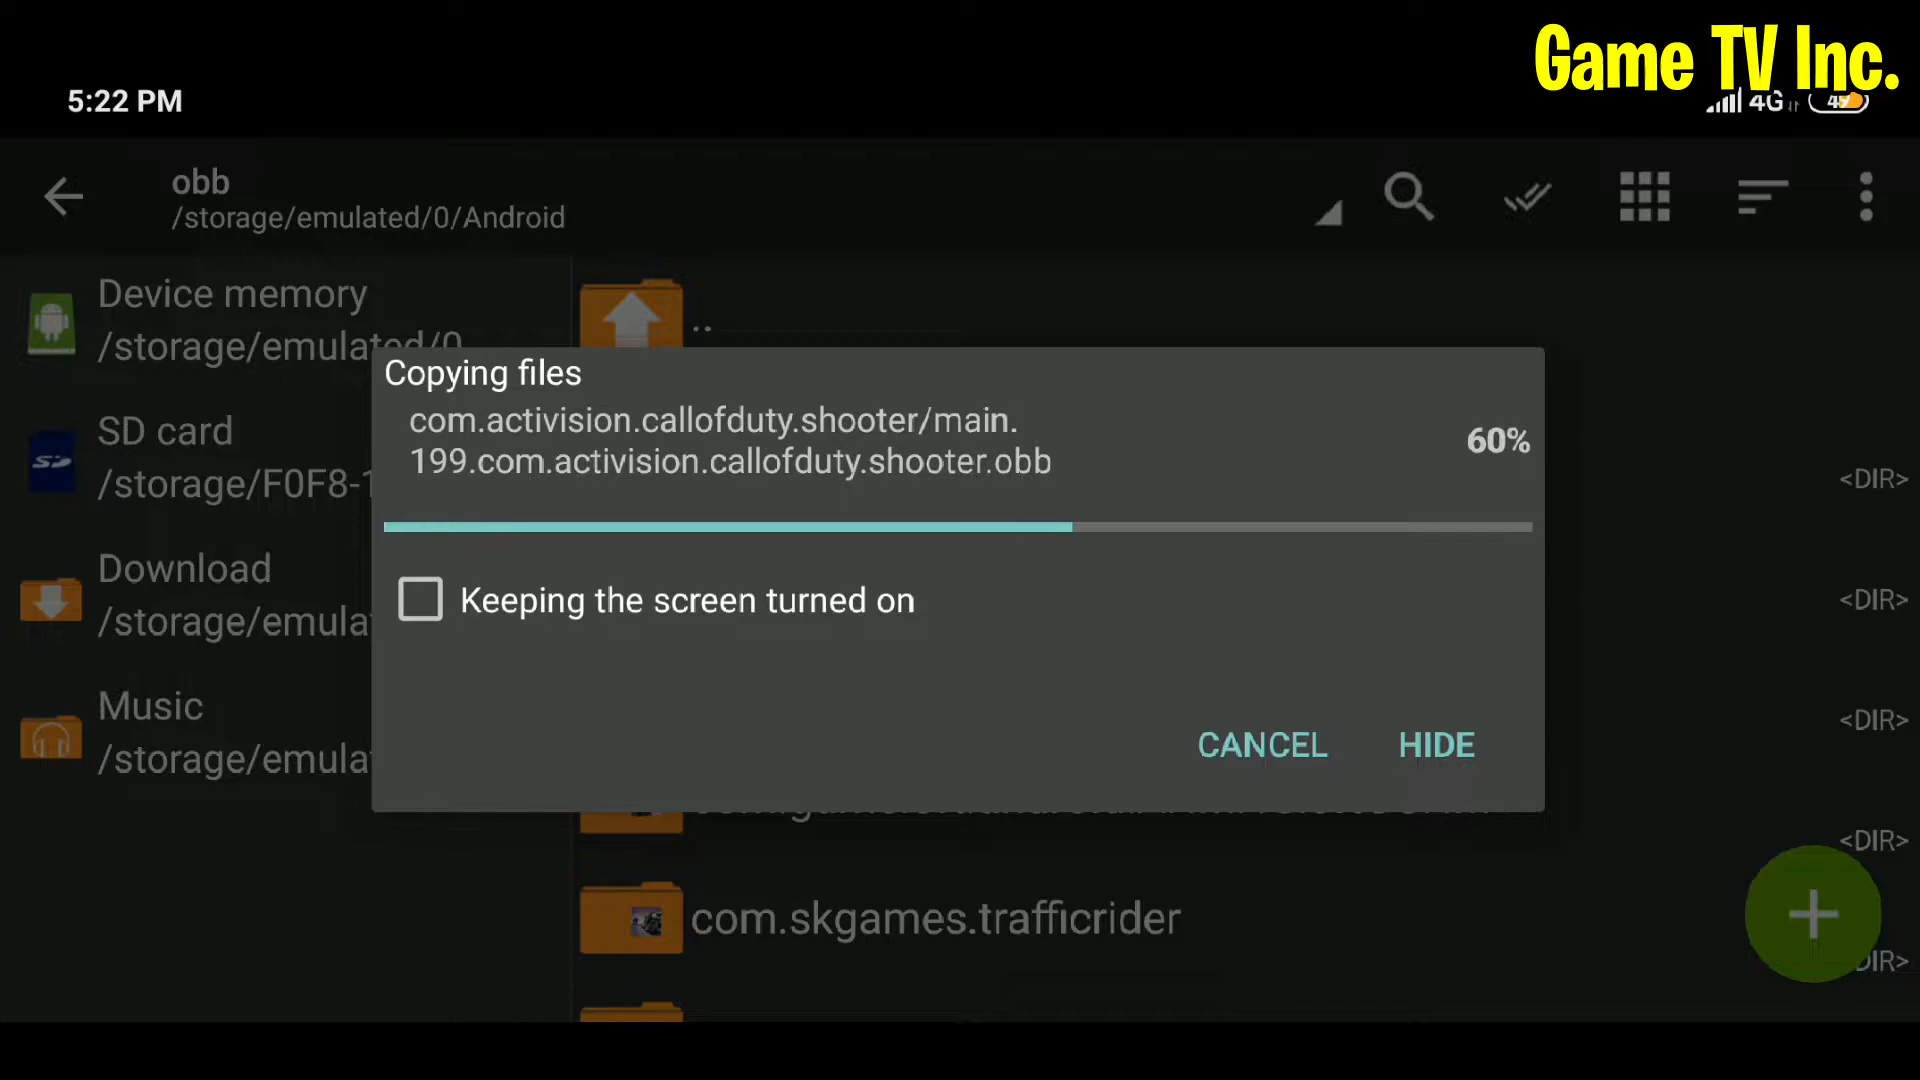 Game TV Inc.
5:22 PM
4G
obb
/storage/emulated/0/Android
Device memory
/storage/emulated/0
..
SD card
/storage/F0F8-1
Download
/storage/emula
Music
/storage/emula
Copying files
com.activision.callofduty.shooter/main.
199.com.activision.callofduty.shooter.obb
60%
Keeping the screen turned on
CANCEL HIDE
<DIR>
<DIR>
<DIR>
<DIR>
com.skgames.trafficrider
DIR>